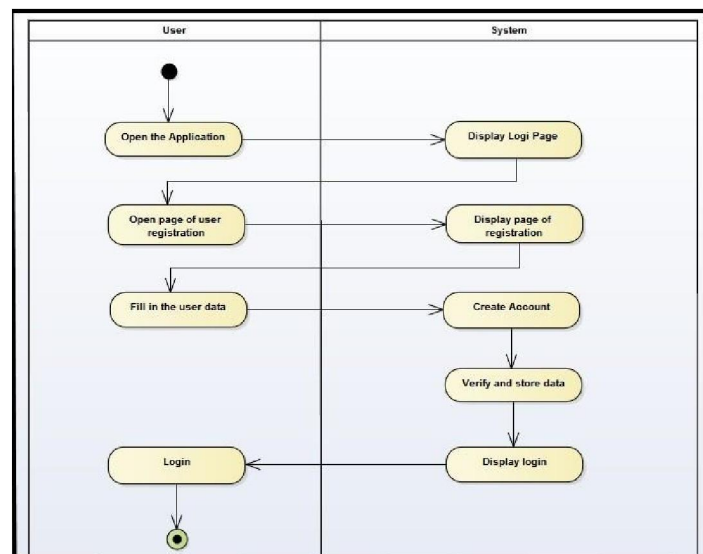 User
System
Open the Application
Display Logi Page
Open page of user
registration
Display page of
registration
Fill in the user data
Create Account
Verify and store data
Login
Display login